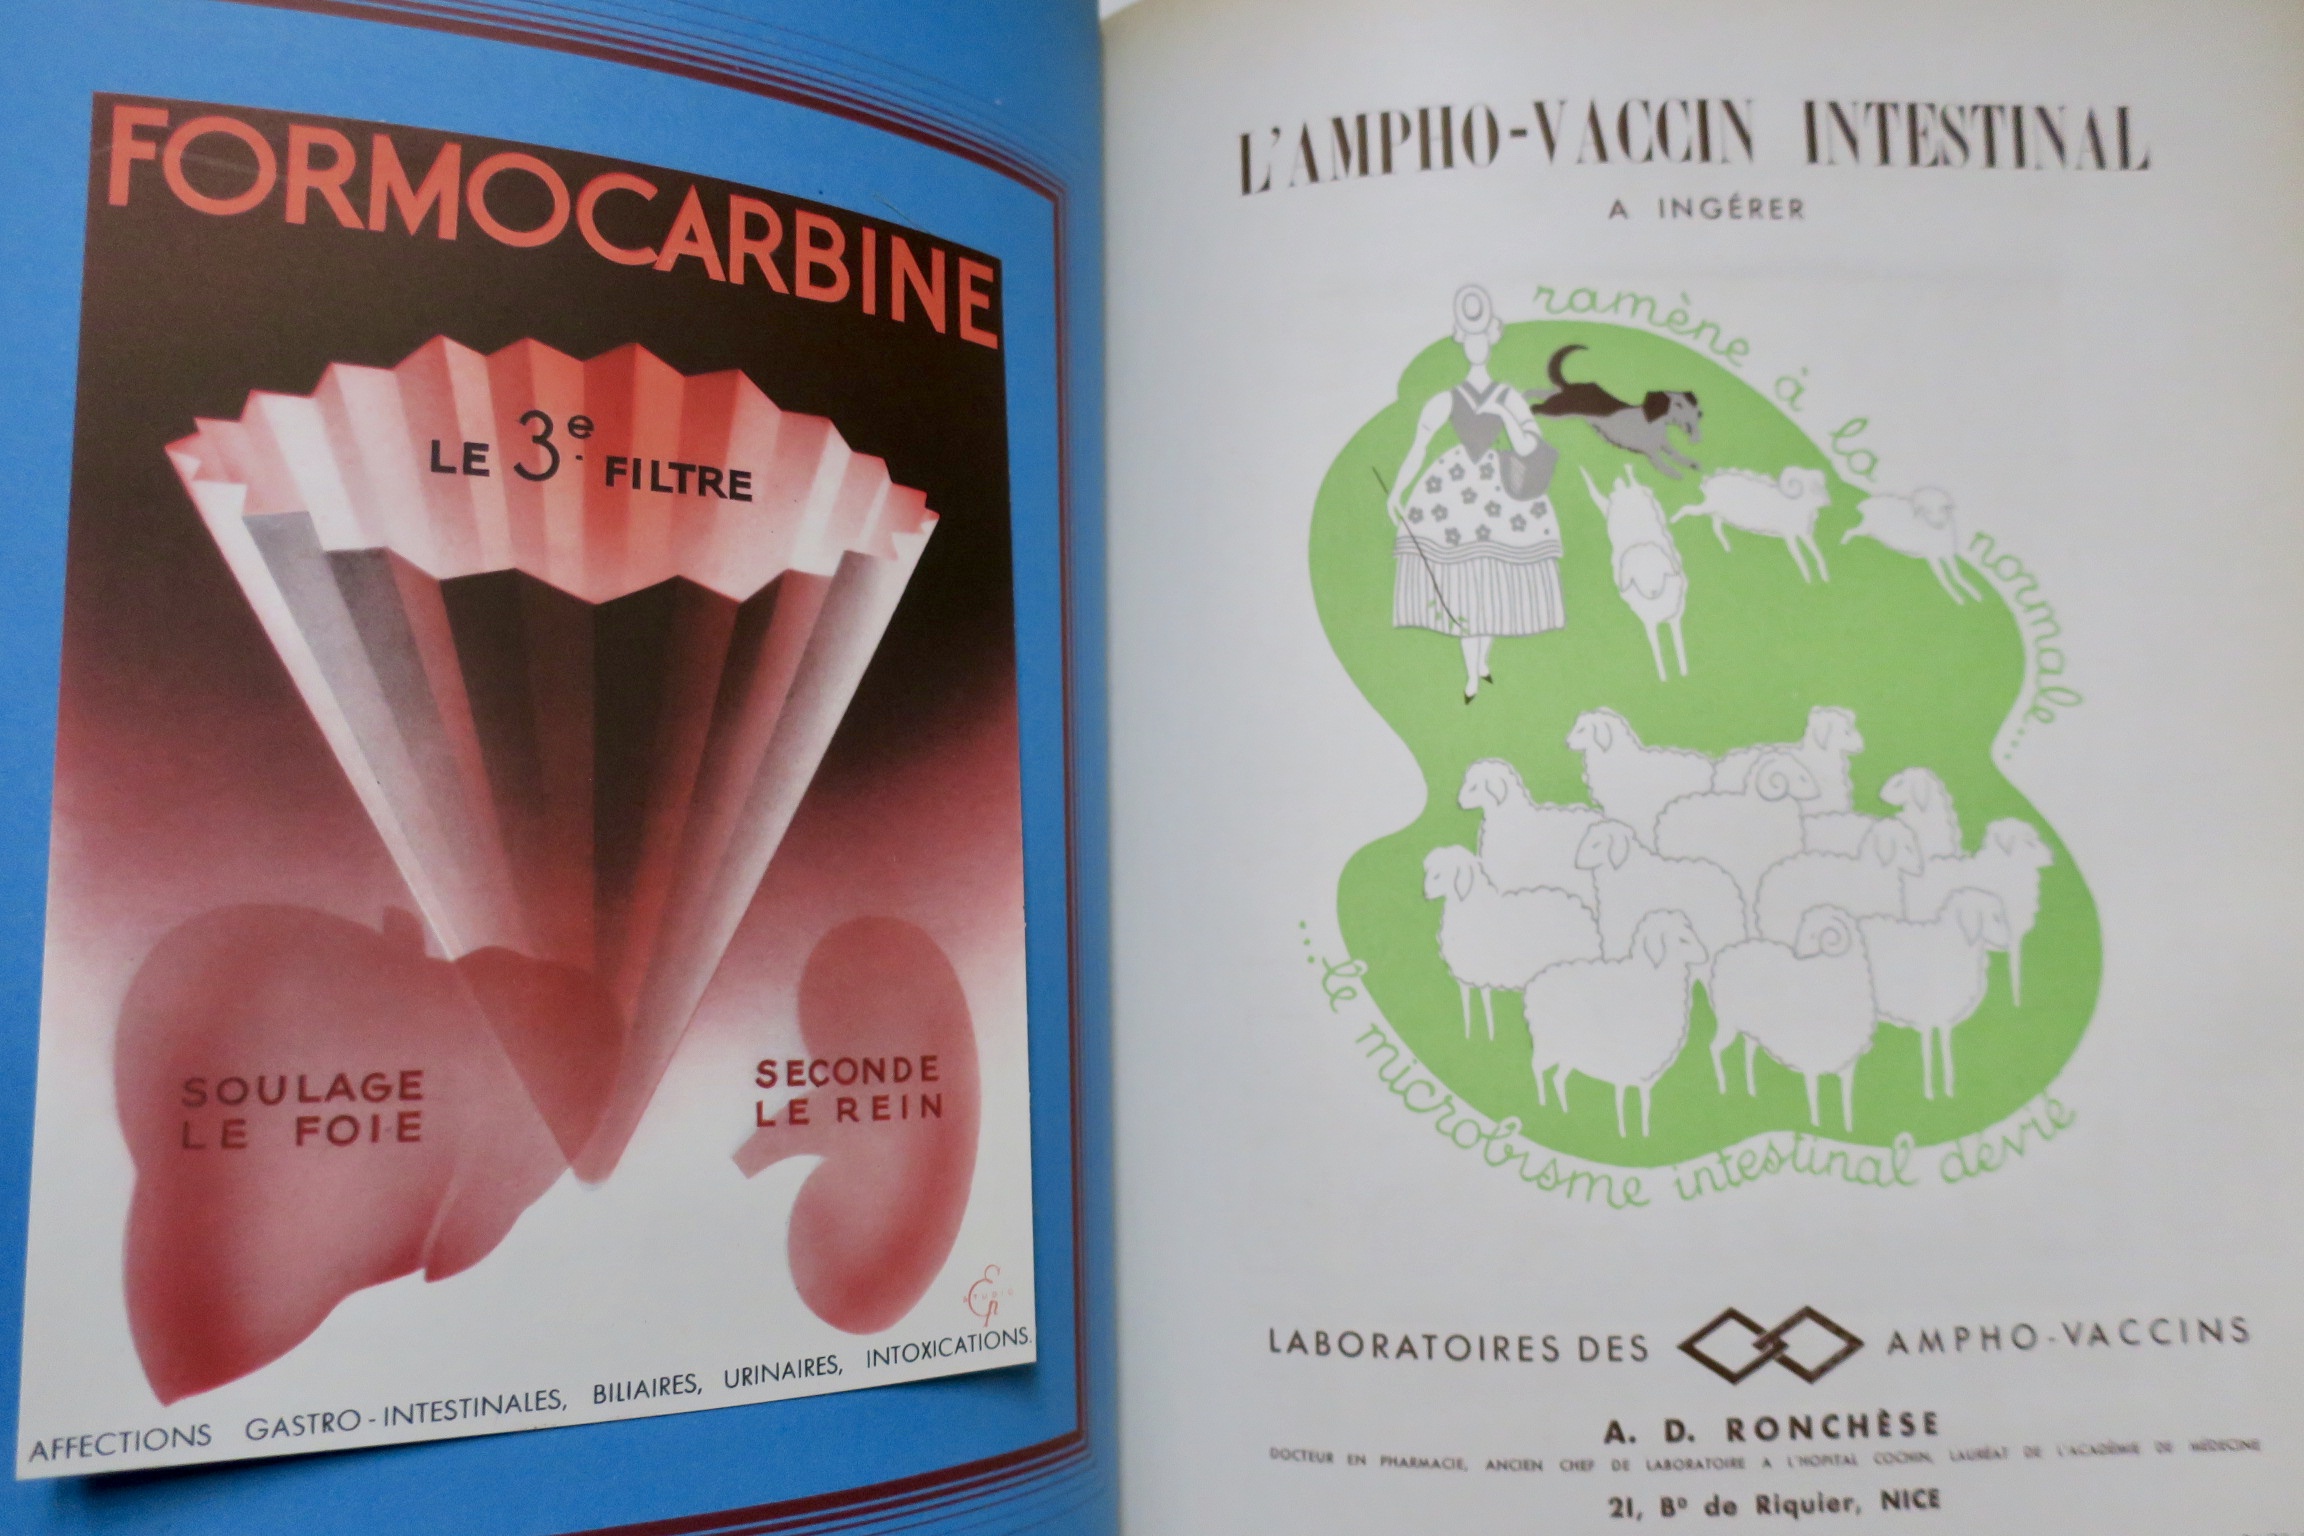 FORMOCARBINE
LE 3e FILTRE
SOULAGE
LE FOIE
SECONDE
LE REIN
STUDIO
AFFECTIONS GASTRO-INTESTINALES, BILIAIRES, URINAIRES, INTOXICATIONS.
L'AMPHO-VACCIN INTESTINAL
A INGÉRER
ramène à la normale...
...le microbisme intestinal dévié
LABORATOIRES DES AMPHO-VACCINS
A. D. RONCHÈSE
DOCTEUR EN PHARMACIE, ANCIEN CHEF DE LABORATOIRE A L'HOPITAL COCHIN, LAURÉAT DE L'ACADÉMIE DE MÉDECINE
21, Bᴰ de Riquier, NICE